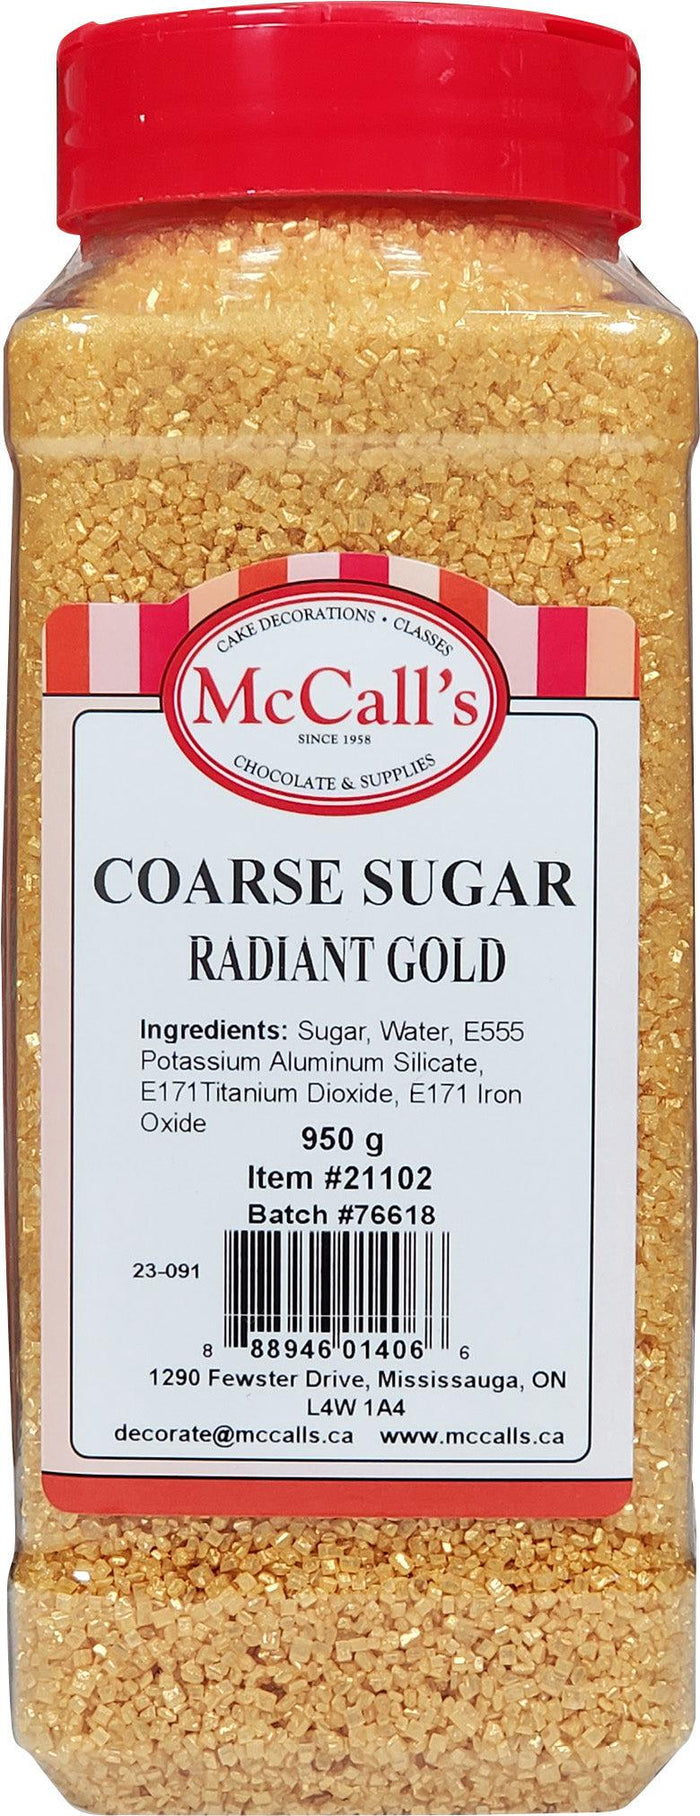 CAKE DECORATIONS • CLASSES
McCall's
SINCE 1958
CHOCOLATE & SUPPLIES
COARSE SUGAR
RADIANT GOLD
Ingredients: Sugar, Water, E555
Potassium Aluminum Silicate,
E171Titanium Dioxide, E171 Iron
Oxide
950 g
Item #21102
Batch #76618
23-091
8 88946 01406 6
1290 Fewster Drive, Mississauga, ON
L4W 1A4
decorate@mccalls.ca www.mccalls.ca